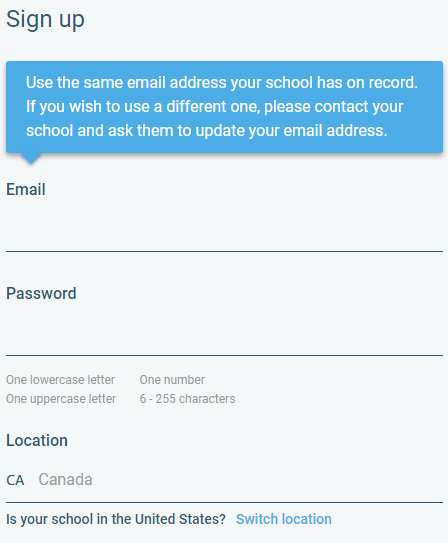 Sign up
Use the same email address your school has on record.
If you wish to use a different one, please contact your
school and ask them to update your email address.
Email
Password
One lowercase letter One number
One uppercase letter 6 - 255 characters
Location
CA Canada
Is your school in the United States? Switch location